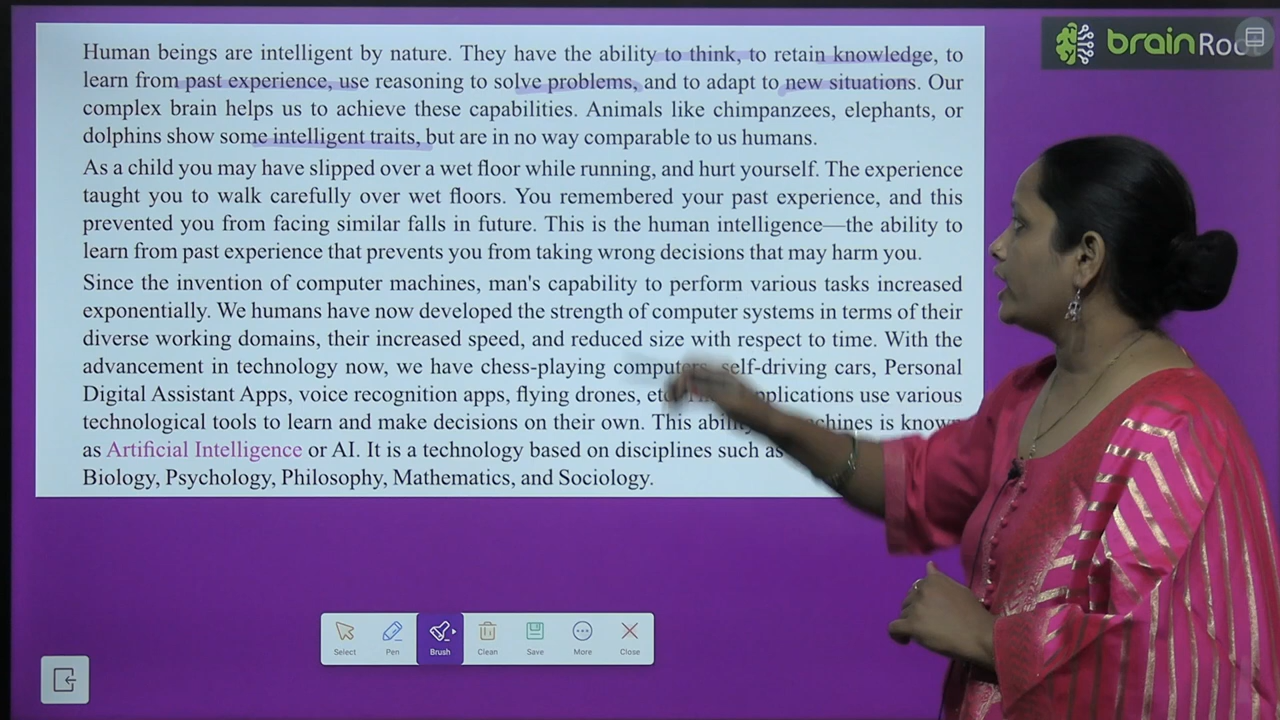 Human beings are intelligent by nature. They have the ability to think, to retain knowledge, to
learn from past experience, use reasoning to solve problems, and to adapt to new situations. Our
complex brain helps us to achieve these capabilities. Animals like chimpanzees, elephants, or
dolphins show some intelligent traits, but are in no way comparable to us humans.
As a child you may have slipped over a wet floor while running, and hurt yourself. The experience
taught you to walk carefully over wet floors. You remembered your past experience, and this
prevented you from facing similar falls in future. This is the human intelligence—the ability to
learn from past experience that prevents you from taking wrong decisions that may harm you.
Since the invention of computer machines, man's capability to perform various tasks increased
exponentially. We humans have now developed the strength of computer systems in terms of their
diverse working domains, their increased speed, and reduced size with respect to time. With the
advancement in technology now, we have chess-playing computers, self-driving cars, Personal
Digital Assistant Apps, voice recognition apps, flying drones, use various
technological tools to learn and make decisions on their own. This is known
as Artificial Intelligence or AI. It is a technology based on disciplines such as
Biology, Psychology, Philosophy, Mathematics, and Sociology.
brain
Select Pen Brush Clean Save More Close